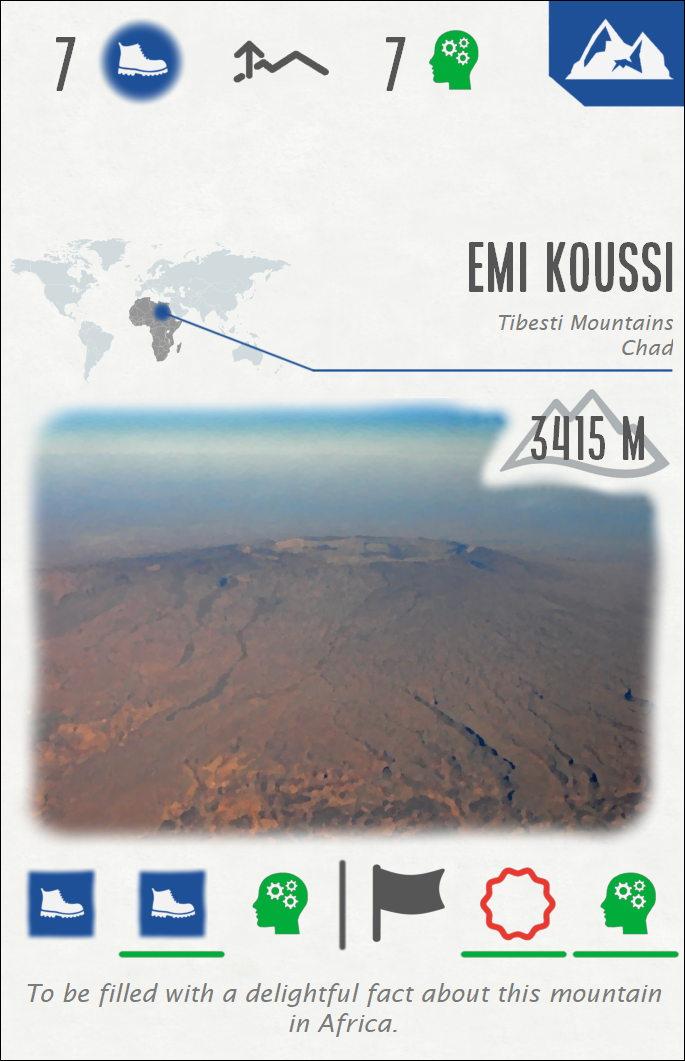 7 7
EMI KOUSSI
Tibesti Mountains
Chad
3415 M
To be filled with a delightful fact about this mountain
in Africa.